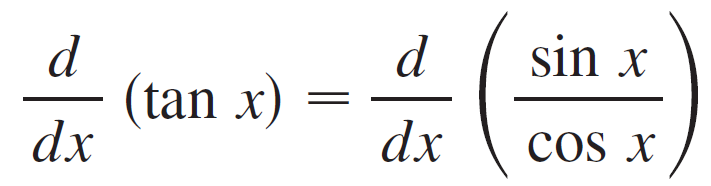 d/dx (tan x) = d/dx (sin x / cos x)